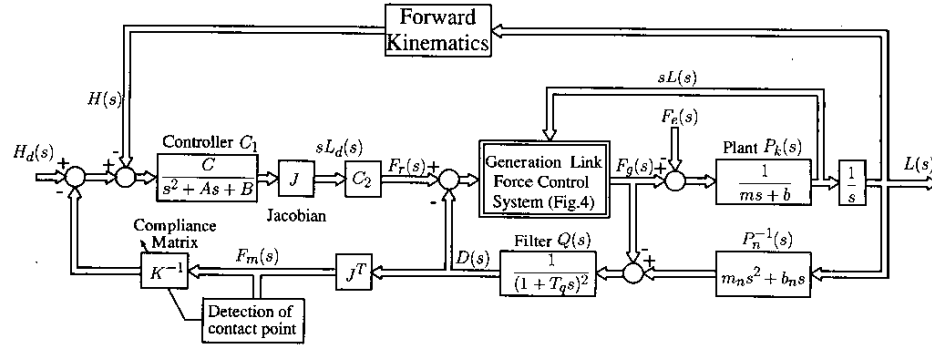 Forward
Kinematics
H(s)
sL(s)
F_e(s)
H_d(s)
+
-
-
+
Controller C_1
C
s^2 + As + B
J
Jacobian
sL_d(s)
C_2
F_r(s)
+
-
Generation Link
Force Control
System (Fig.4)
F_g(s)
+
-
Plant P_k(s)
1
ms + b
1
s
L(s)
Compliance
Matrix
K^{-1}
F_m(s)
J^T
D(s)
Filter Q(s)
1
(1 + T_q s)^2
-
+
P_n^{-1}(s)
m_n s^2 + b_n s
Detection of
contact point